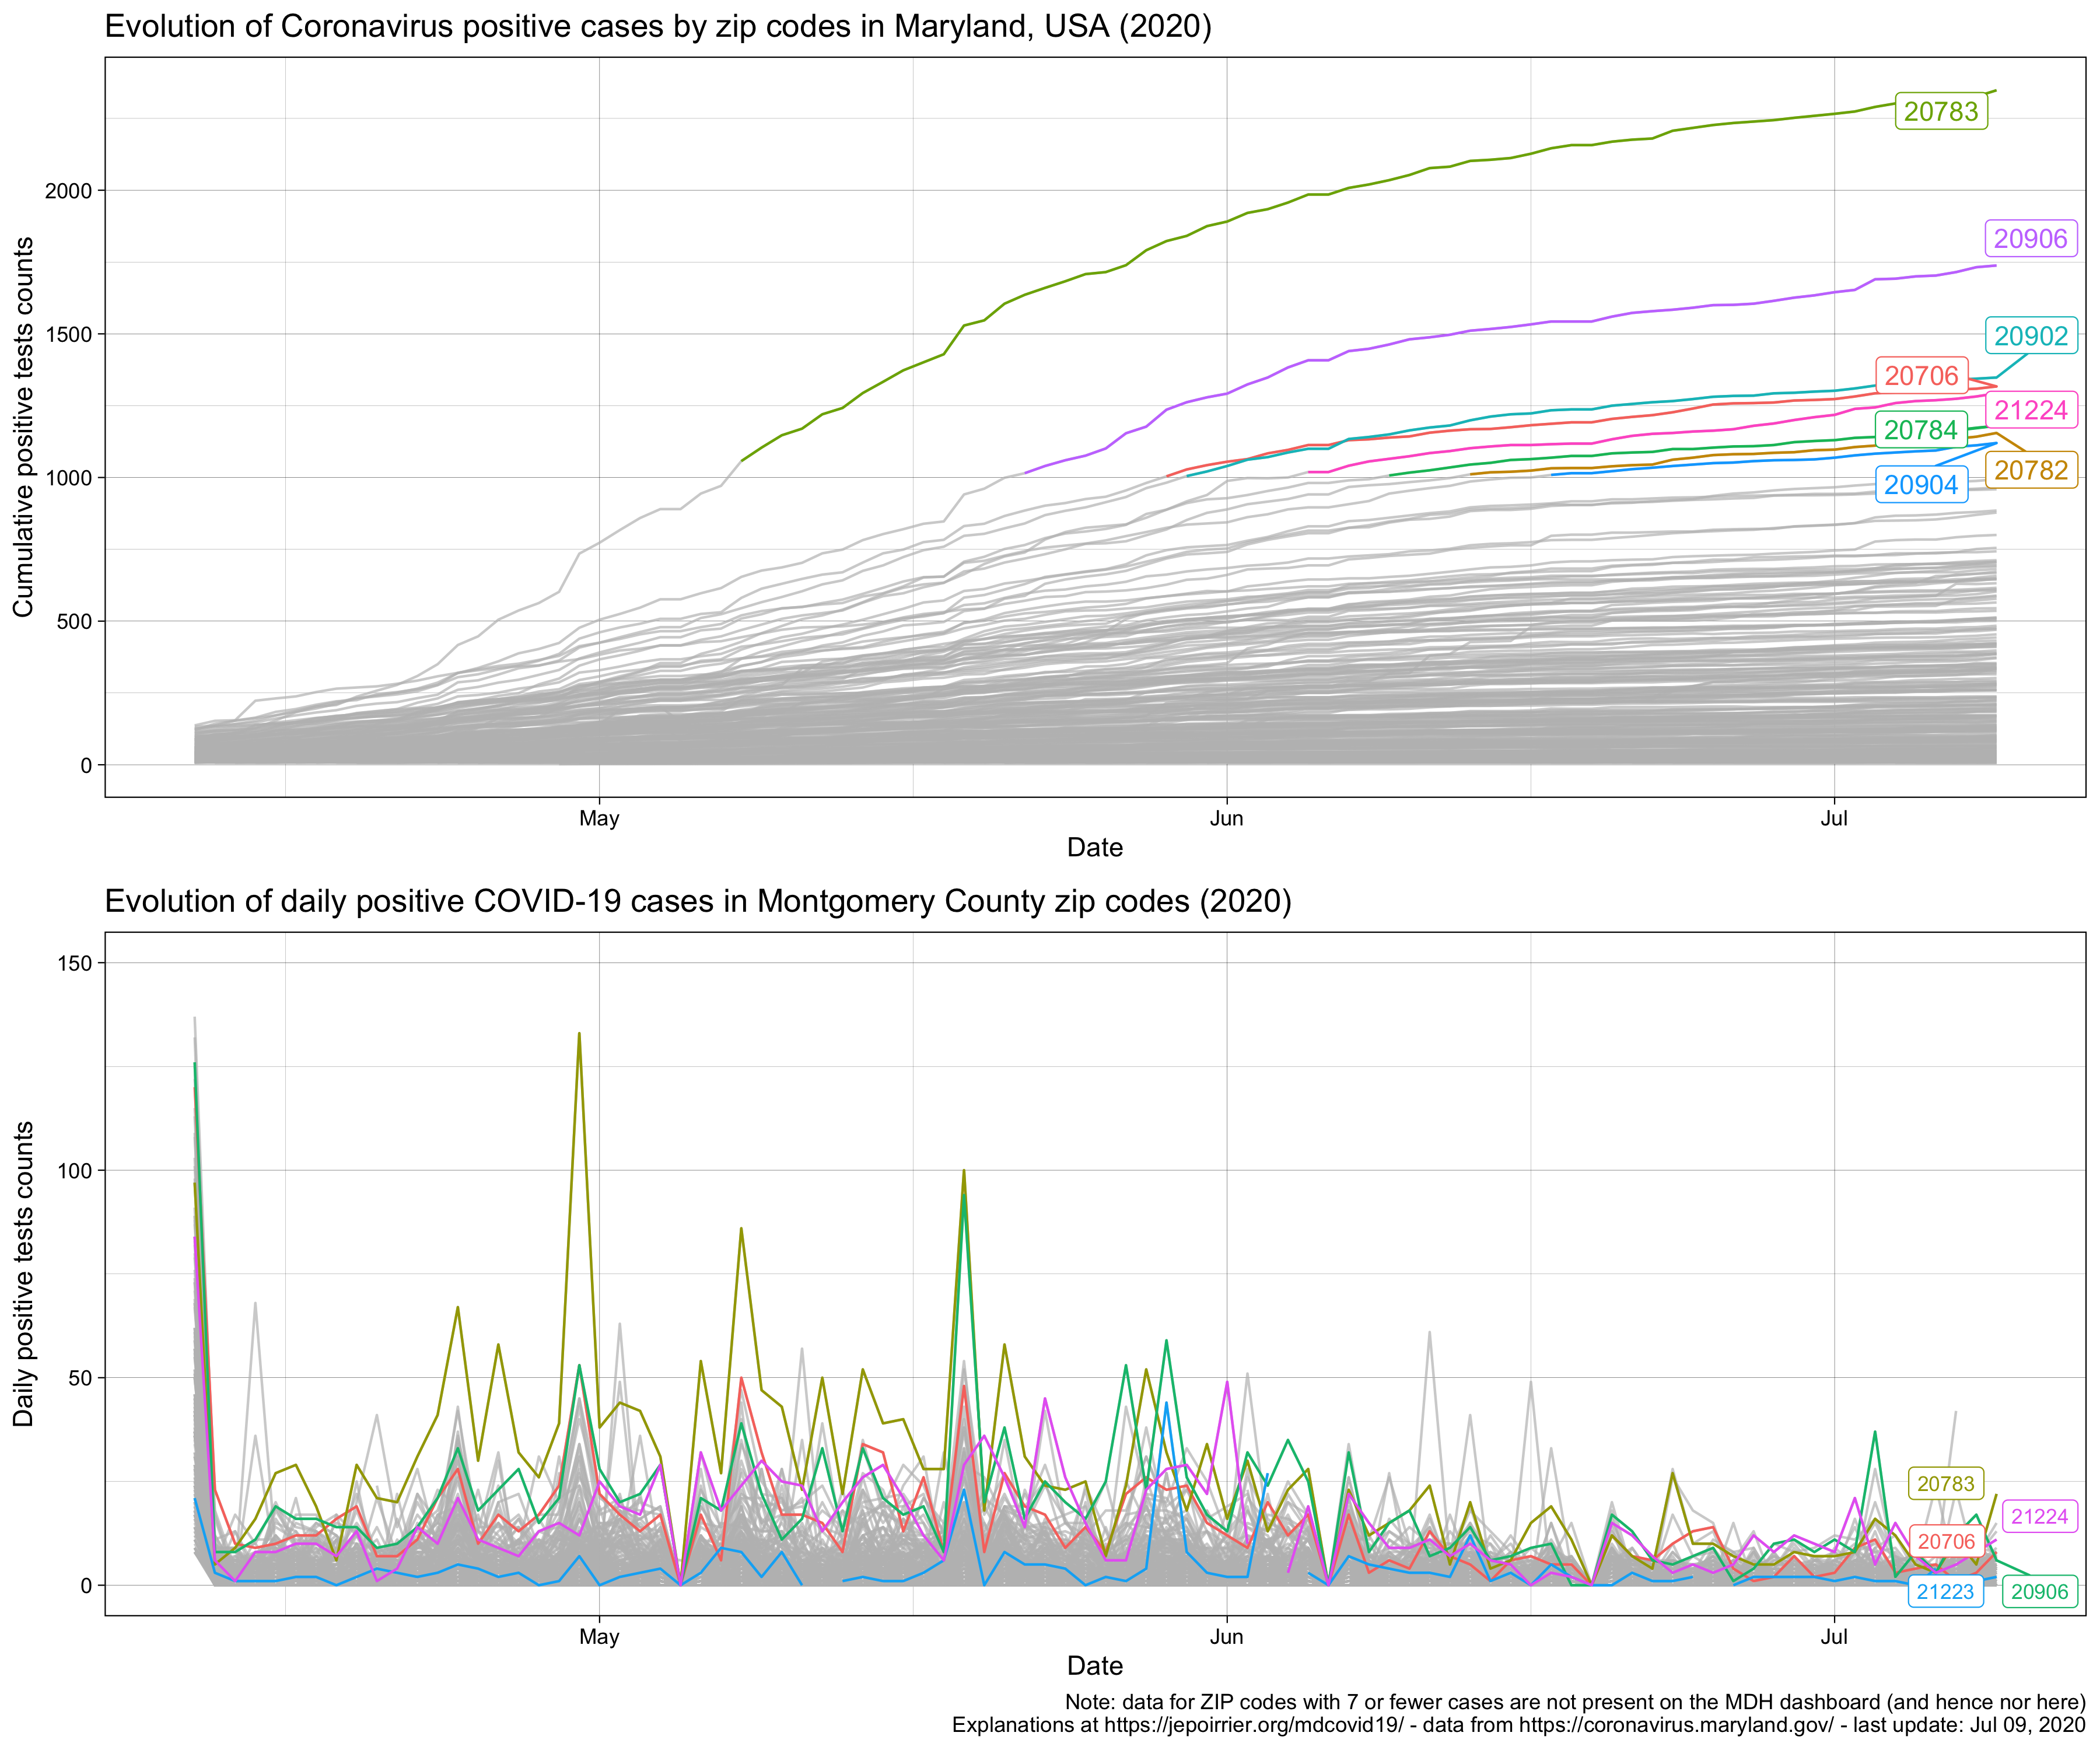 Evolution of Coronavirus positive cases by zip codes in Maryland, USA (2020)
Cumulative positive tests counts
2000
1500
1000
500
0
20783
20906
20902
20706
21224
20784
20782
20904
May
Jun
Jul
Date
Evolution of daily positive COVID-19 cases in Montgomery County zip codes (2020)
Daily positive tests counts
150
100
50
0
20783
21224
20706
21223
20906
May
Jun
Jul
Date
Note: data for ZIP codes with 7 or fewer cases are not present on the MDH dashboard (and hence nor here)
Explanations at https://jepoirrier.org/mdcovid19/ - data from https://coronavirus.maryland.gov/ - last update: Jul 09, 2020